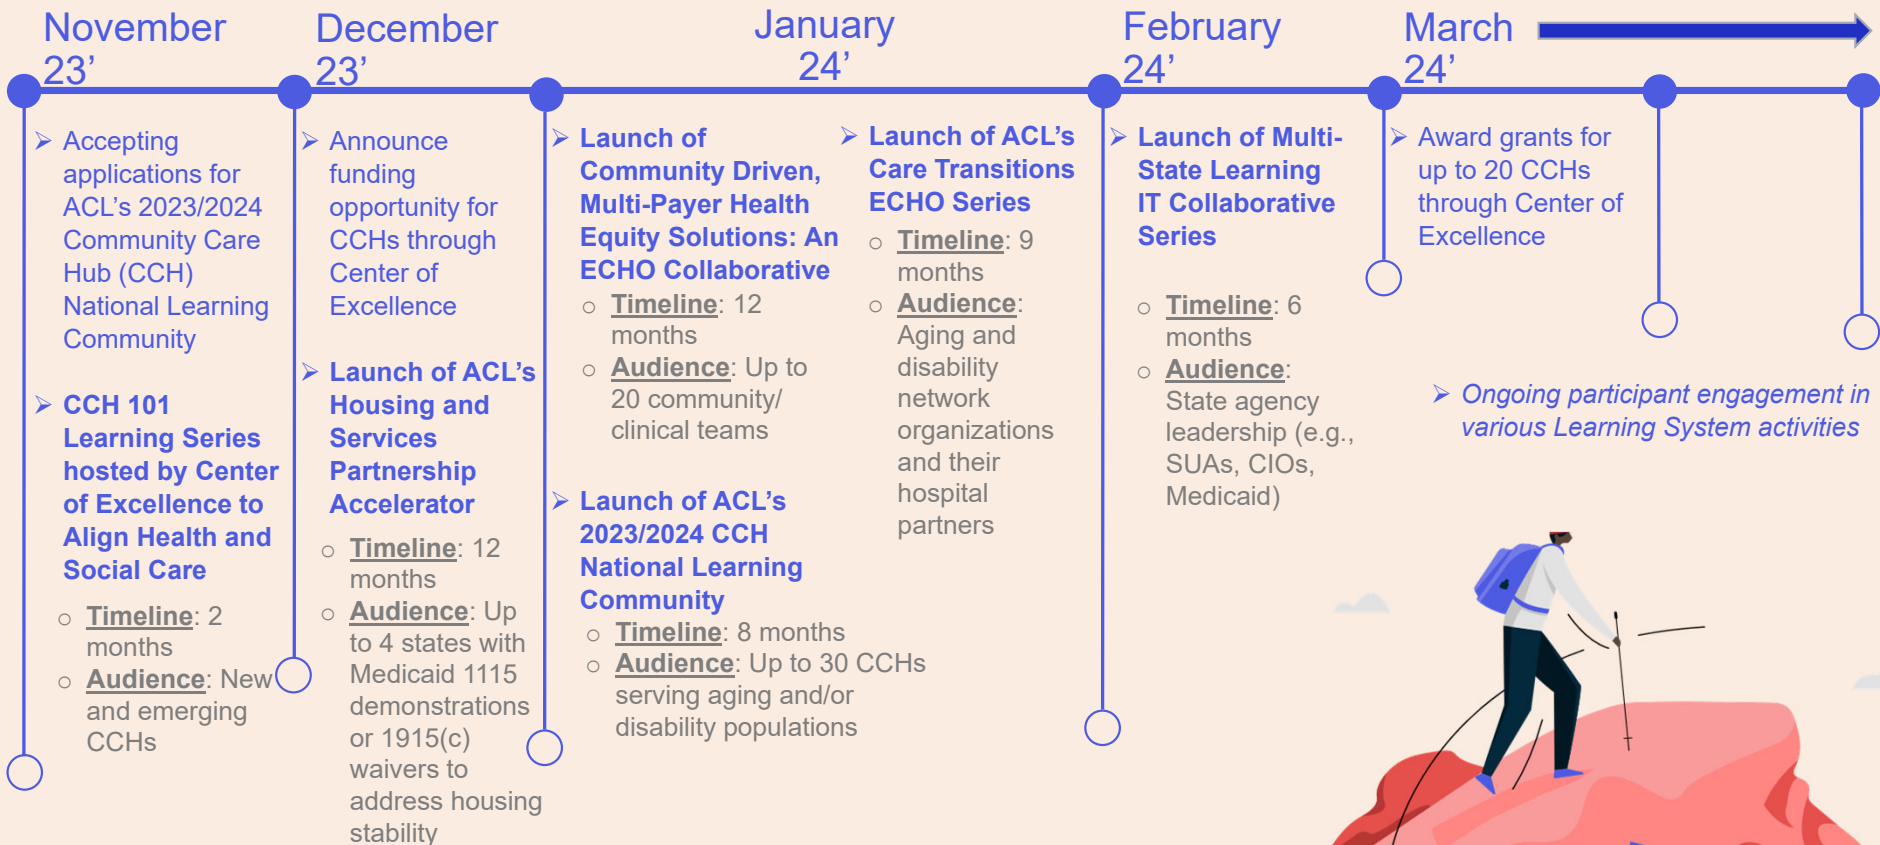 November
23’
Accepting
applications for
ACL’s 2023/2024
Community Care
Hub (CCH)
National Learning
Community
CCH 101
Learning Series
hosted by Center
of Excellence to
Align Health and
Social Care
Timeline: 2
months
Audience: New
and emerging
CCHs
December
23’
Announce
funding
opportunity for
CCHs through
Center of
Excellence
Launch of ACL’s
Housing and
Services
Partnership
Accelerator
Timeline: 12
months
Audience: Up
to 4 states with
Medicaid 1115
demonstrations
or 1915(c)
waivers to
address housing
stability
January
24’
Launch of
Community Driven,
Multi-Payer Health
Equity Solutions: An
ECHO Collaborative
Timeline: 12
months
Audience: Up to
20 community/
clinical teams
Launch of ACL’s
2023/2024 CCH
National Learning
Community
Timeline: 8 months
Audience: Up to 30 CCHs
serving aging and/or
disability populations
Launch of ACL’s
Care Transitions
ECHO Series
Timeline: 9
months
Audience:
Aging and
disability
network
organizations
and their
hospital
partners
February
24’
Launch of Multi-
State Learning
IT Collaborative
Series
Timeline: 6
months
Audience:
State agency
leadership (e.g.,
SUAs, CIOs,
Medicaid)
March
24’
Award grants for
up to 20 CCHs
through Center of
Excellence
Ongoing participant engagement in
various Learning System activities